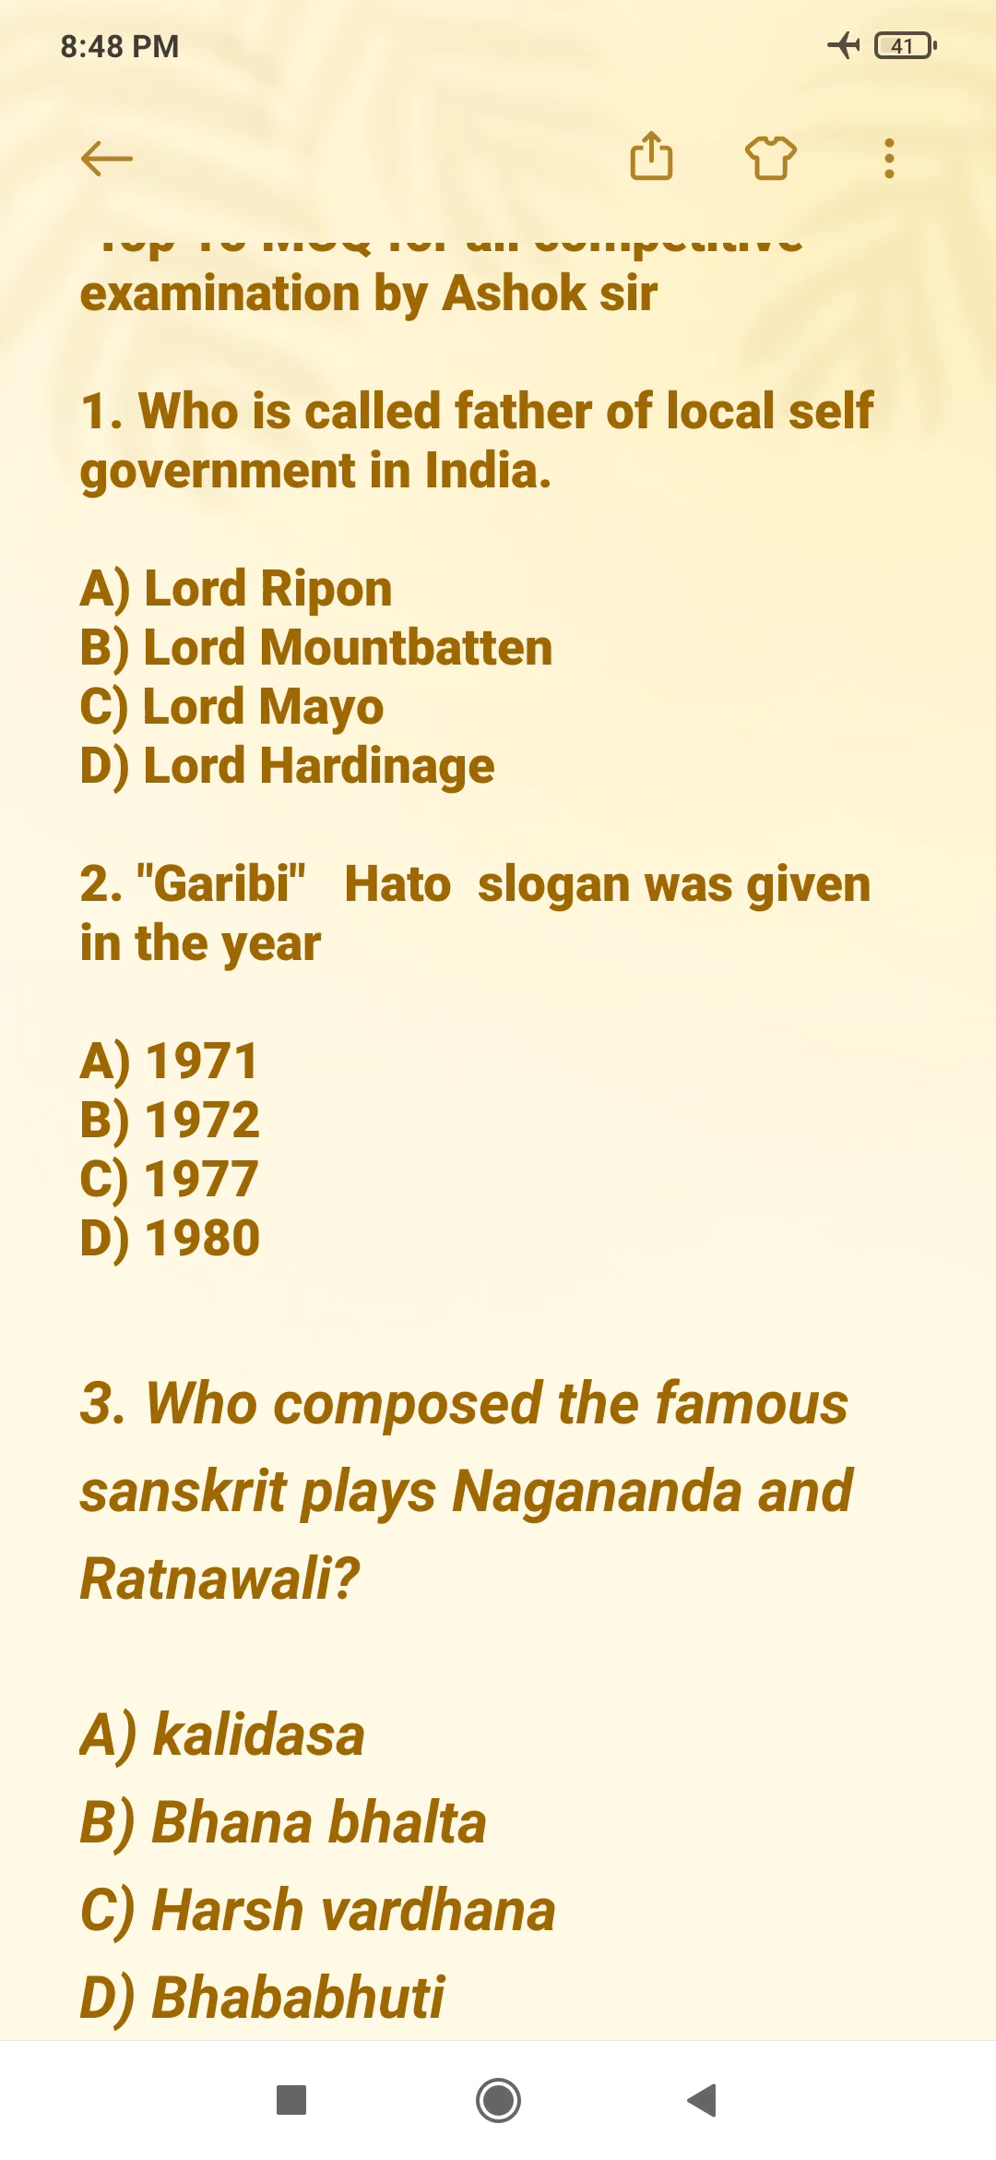 8:48 PM
41
examination by Ashok sir
1. Who is called father of local self
government in India.
A) Lord Ripon
B) Lord Mountbatten
C) Lord Mayo
D) Lord Hardinage
2. "Garibi" Hato slogan was given
in the year
A) 1971
B) 1972
C) 1977
D) 1980
3. Who composed the famous
sanskrit plays Nagananda and
Ratnawali?
A) kalidasa
B) Bhana bhalta
C) Harsh vardhana
D) Bhababhuti